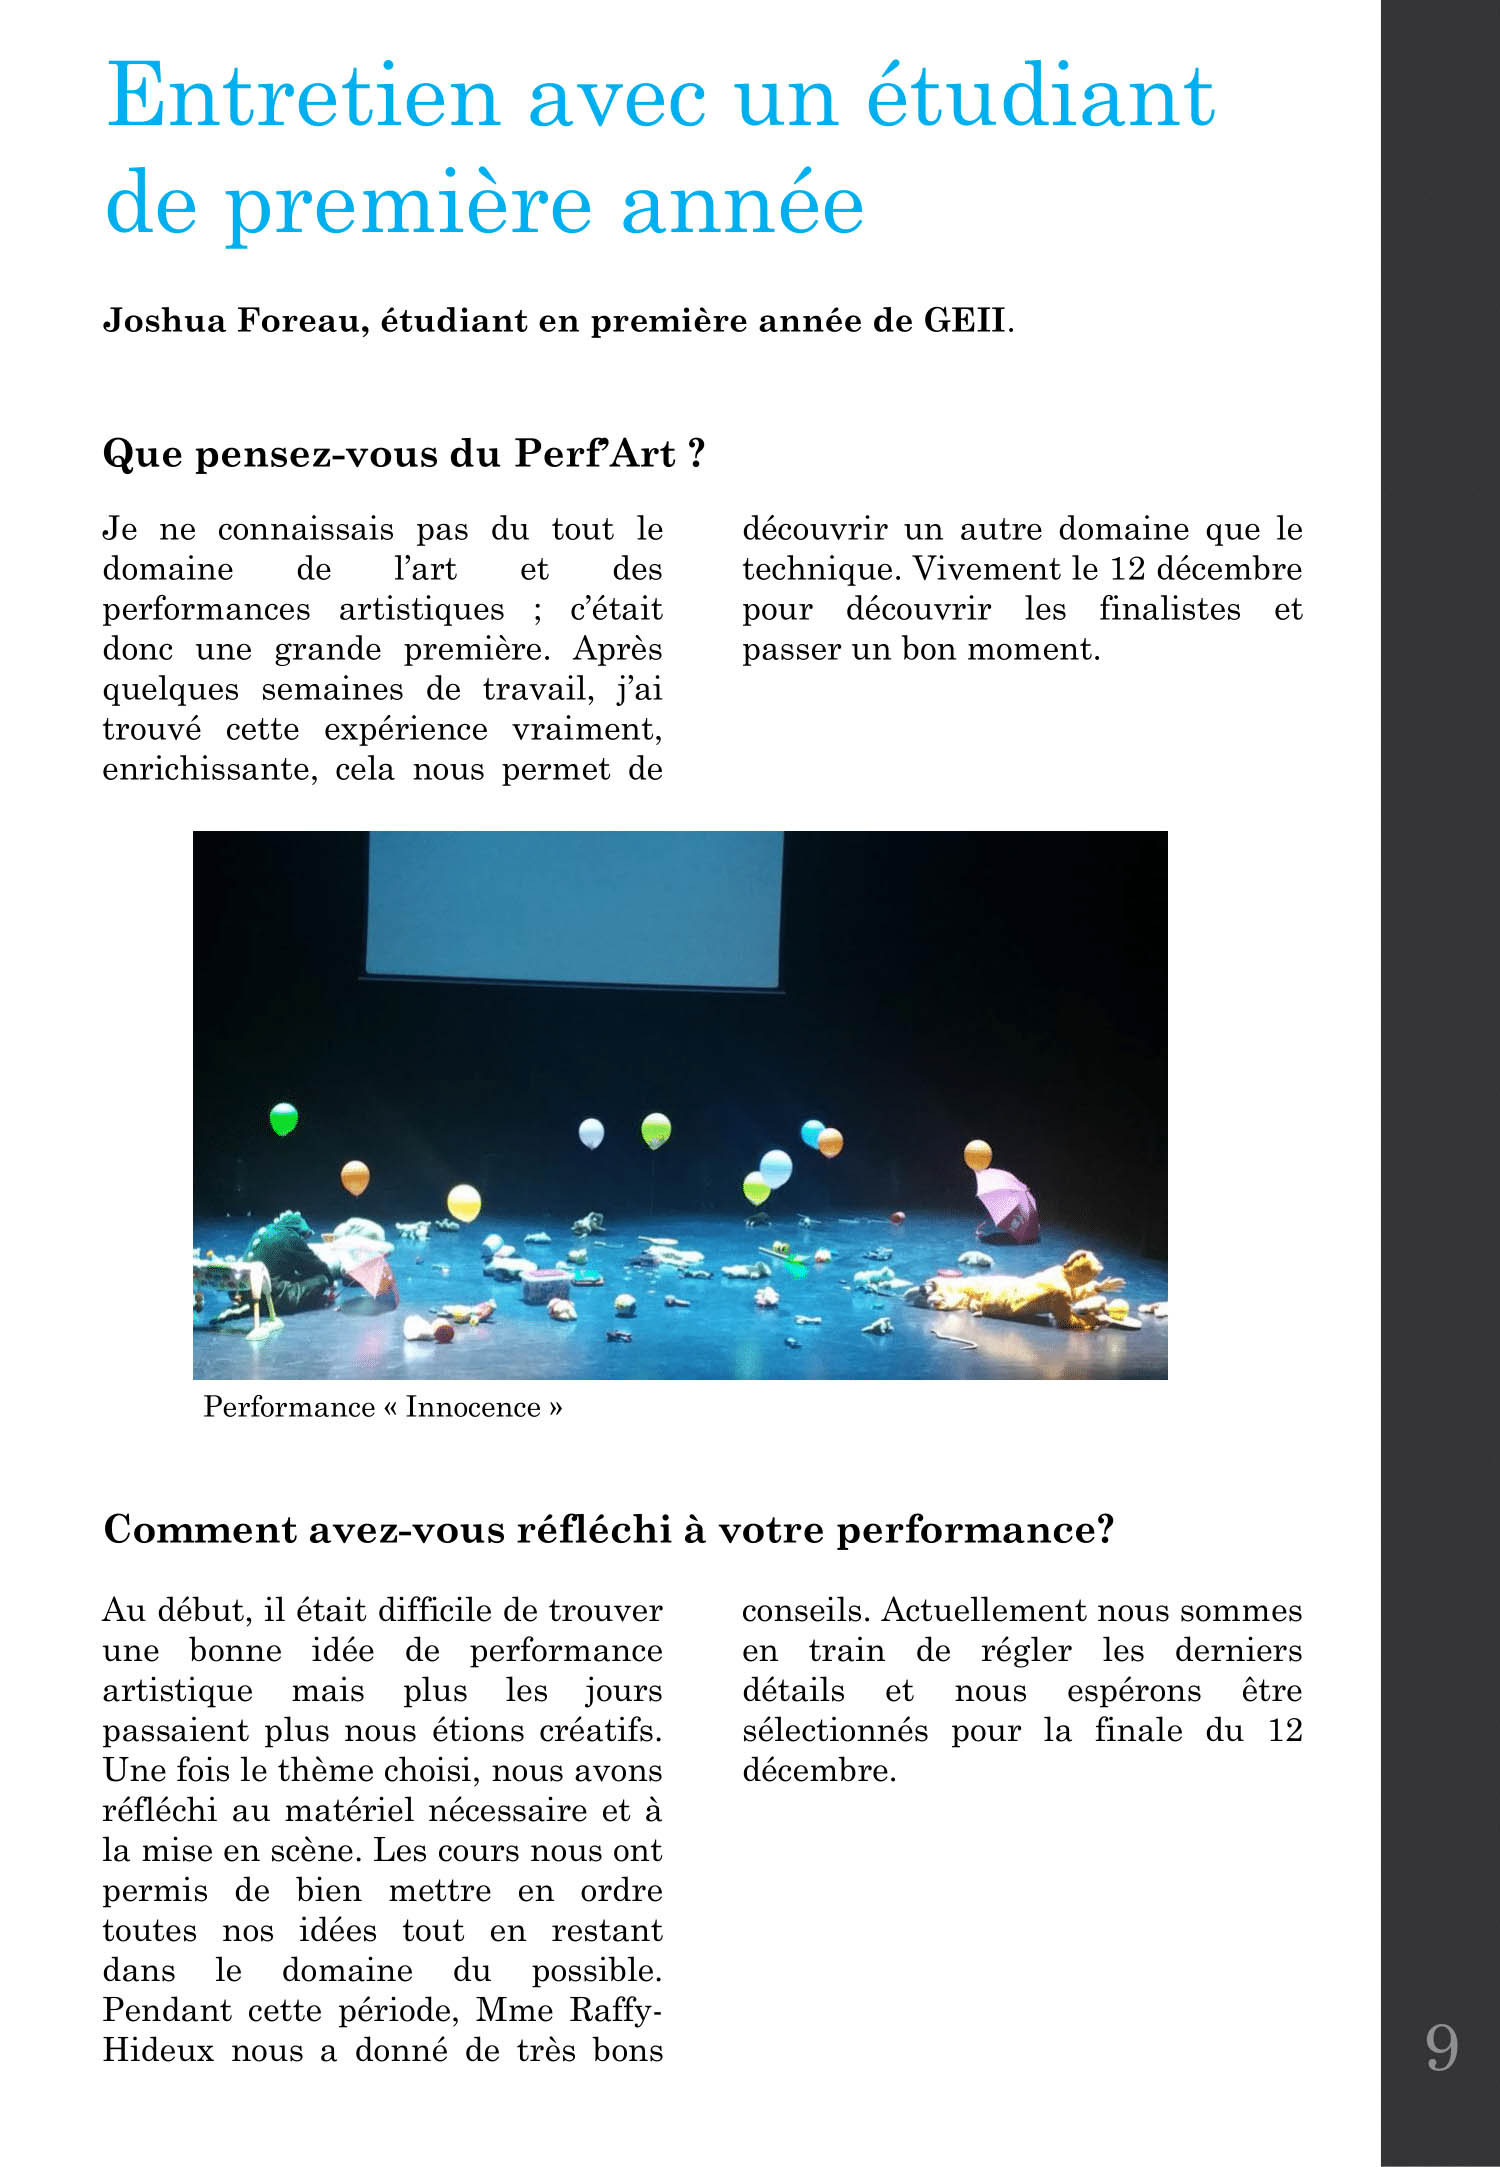 Entretien avec un étudiant
de première année
Joshua Foreau, étudiant en première année de GEII.
Que pensez-vous du Perf’Art ?
Je ne connaissais pas du tout le
domaine de l’art et des
performances artistiques ; c’était
donc une grande première. Après
quelques semaines de travail, j’ai
trouvé cette expérience vraiment,
enrichissante, cela nous permet de
découvrir un autre domaine que le
technique. Vivement le 12 décembre
pour découvrir les finalistes et
passer un bon moment.
Performance « Innocence »
Comment avez-vous réfléchi à votre performance?
Au début, il était difficile de trouver
une bonne idée de performance
artistique mais plus les jours
passaient plus nous étions créatifs.
Une fois le thème choisi, nous avons
réfléchi au matériel nécessaire et à
la mise en scène. Les cours nous ont
permis de bien mettre en ordre
toutes nos idées tout en restant
dans le domaine du possible.
Pendant cette période, Mme Raffy-
Hideux nous a donné de très bons
conseils. Actuellement nous sommes
en train de régler les derniers
détails et nous espérons être
sélectionnés pour la finale du 12
décembre.
9